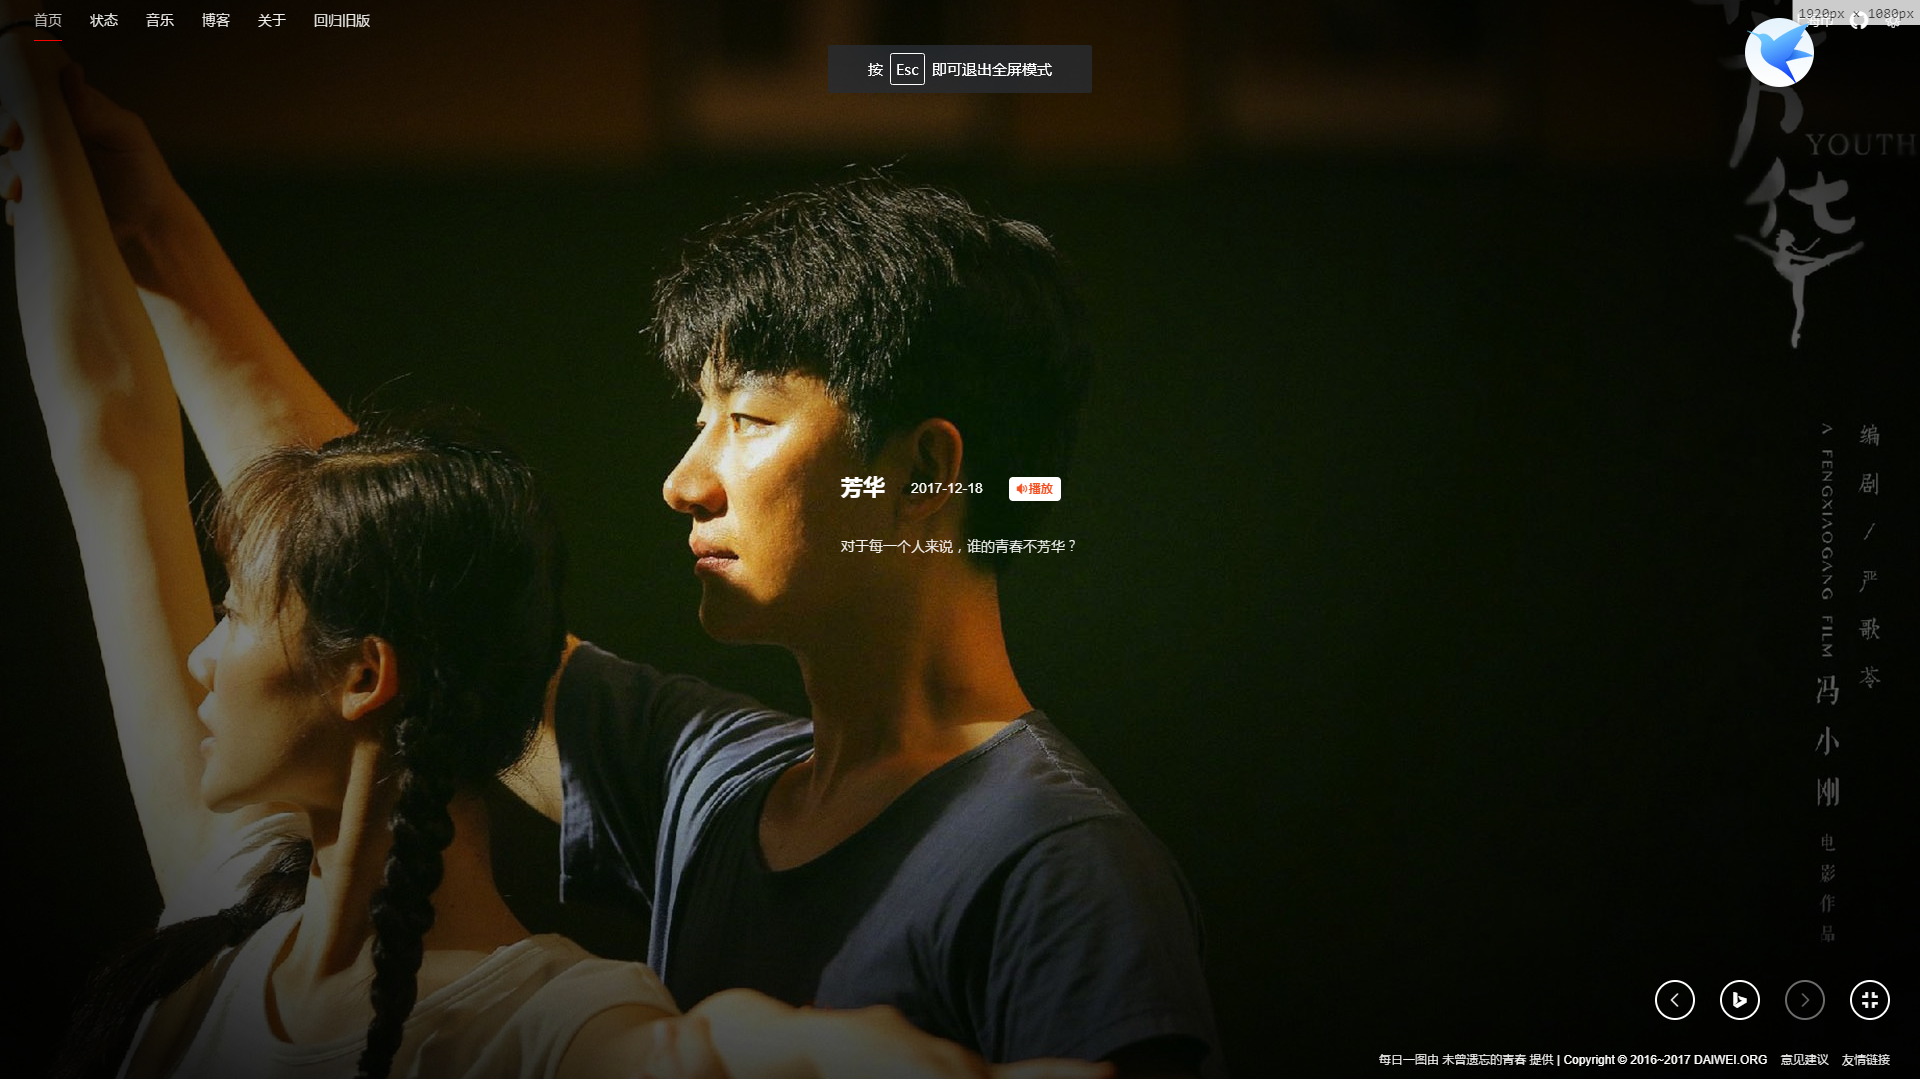 首页 状态 音乐 博客 关于 回归旧版
1920px x 1080px
按 Esc 即可退出全屏模式
芳华
YOUTH
芳华 2017-12-18 播放
对于每一个人来说，谁的青春不芳华？
编剧/严歌苓
A FENGXIAOGANG FILM 冯小刚 电影作品
每日一图由 未曾遗忘的青春 提供 | Copyright © 2016~2017 DAIWEI.ORG 意见建议 友情链接